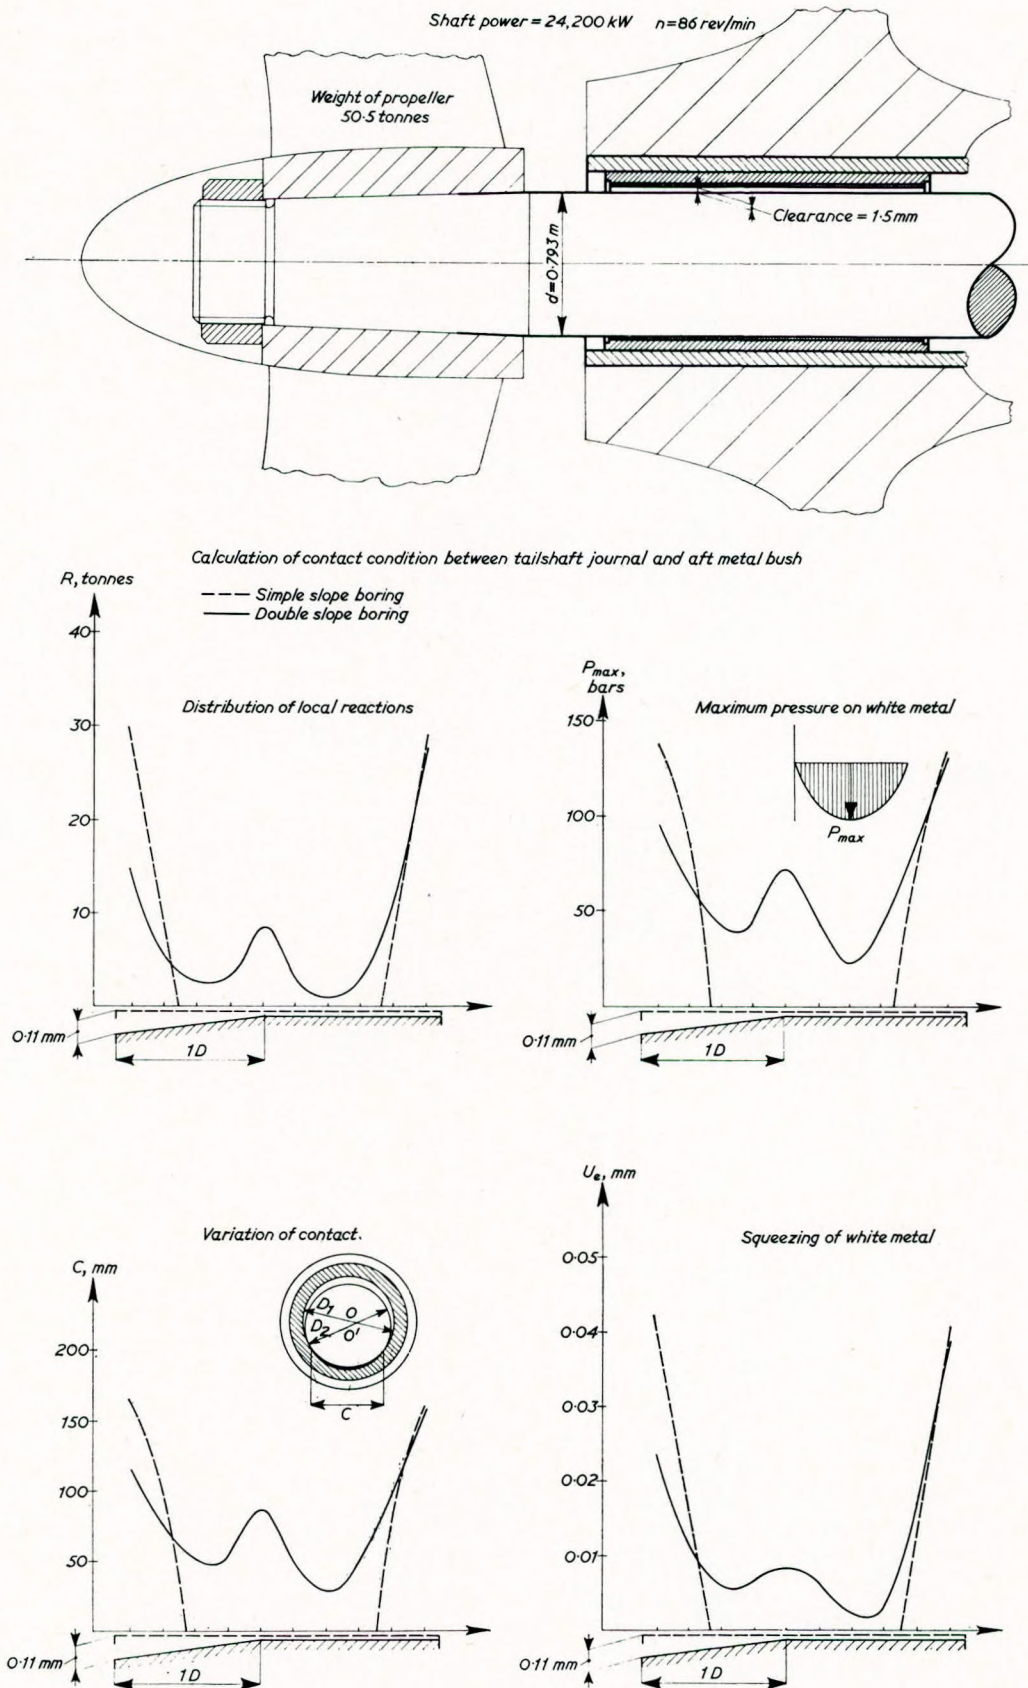 Shaft power = 24,200 kW n=86 rev/min
Weight of propeller
50·5 tonnes
Clearance = 1·5 mm
d=0·793 m
Calculation of contact condition between tailshaft journal and aft metal bush
R, tonnes
Simple slope boring
Double slope boring
40
30
20
10
Distribution of local reactions
0·11 mm
1D
Pmax,
bars
150
100
50
Maximum pressure on white metal
Pmax
0·11 mm
1D
Variation of contact.
C, mm
200
150
100
50
D1 O
D2 O'
C
0·11 mm
1D
Ue, mm
Squeezing of white metal
0·05
0·04
0·03
0·02
0·01
0·11 mm
1D